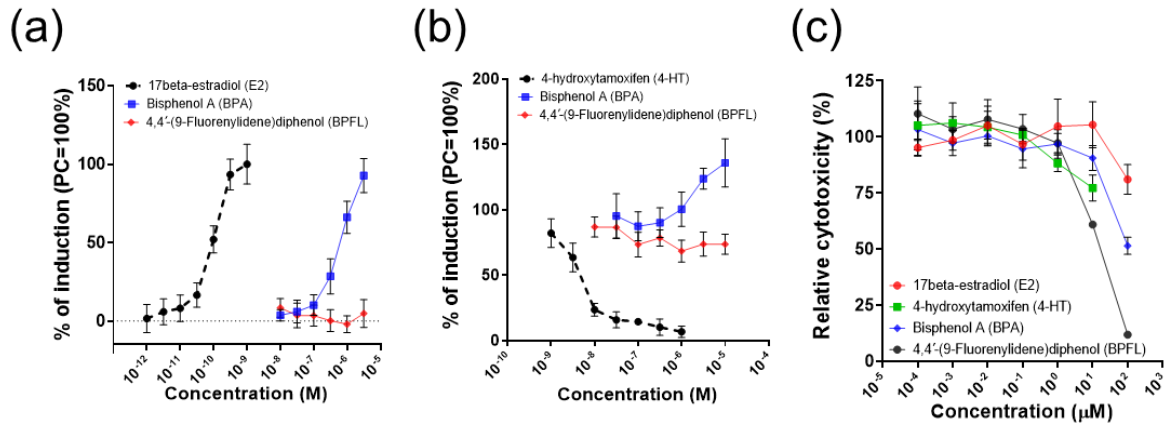 (a)
% of induction (PC=100%)
150
100
50
0
17beta-estradiol (E2)
Bisphenol A (BPA)
4,4′-(9-Fluorenylidene)diphenol (BPFL)
10-12
10-11
10-10
10-9
10-8
10-7
10-6
10-5
Concentration (M)
(b)
% of induction (PC=100%)
200
150
100
50
0
4-hydroxytamoxifen (4-HT)
Bisphenol A (BPA)
4,4′-(9-Fluorenylidene)diphenol (BPFL)
10-10
10-9
10-8
10-7
10-6
10-5
10-4
Concentration (M)
(c)
Relative cytotoxicity (%)
125
100
75
50
25
0
17beta-estradiol (E2)
4-hydroxytamoxifen (4-HT)
Bisphenol A (BPA)
4,4′-(9-Fluorenylidene)diphenol (BPFL)
10-5
10-4
10-3
10-2
10-1
100
101
102
103
Concentration (μM)